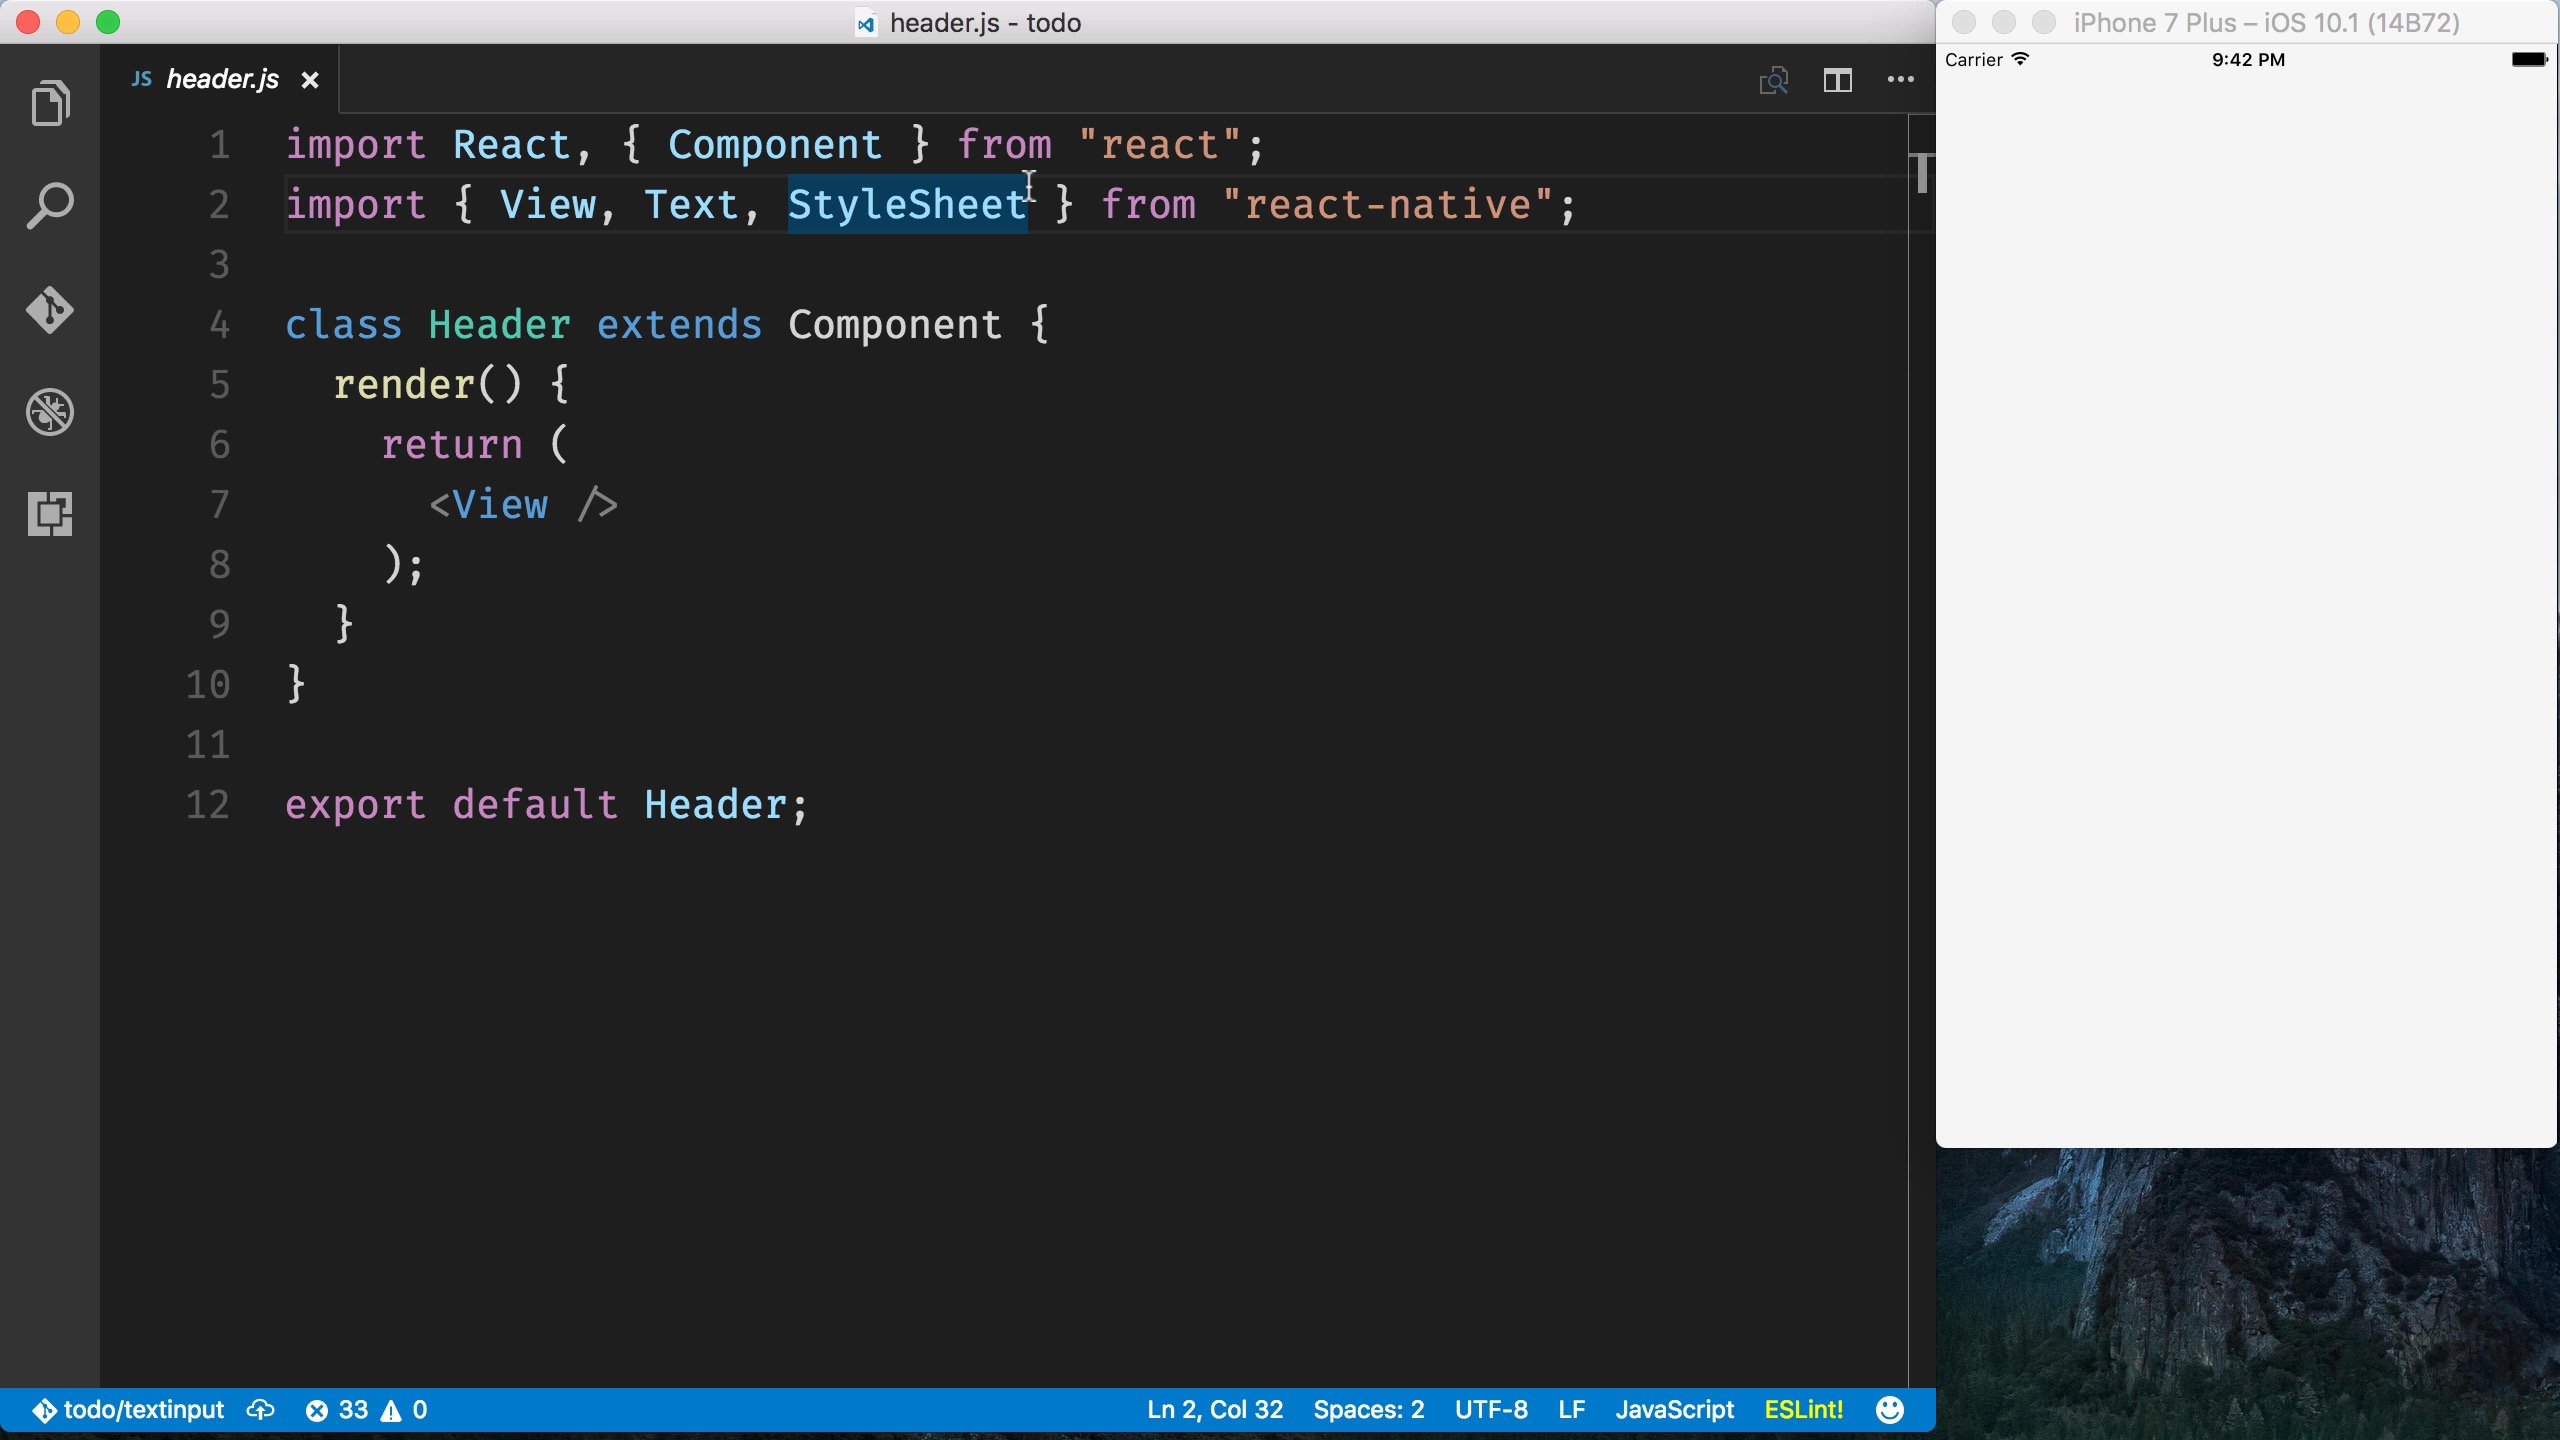 header.js - todo
iPhone 7 Plus – iOS 10.1 (14B72)
Carrier 9:42 PM
JS header.js ×
1 import React, { Component } from "react";
2 import { View, Text, StyleSheet } from "react-native";
3
4 class Header extends Component {
5 render() {
6 return (
7 <View />
8 );
9 }
10 }
11
12 export default Header;
todo/textinput 33 0 Ln 2, Col 32 Spaces: 2 UTF-8 LF JavaScript ESLint!